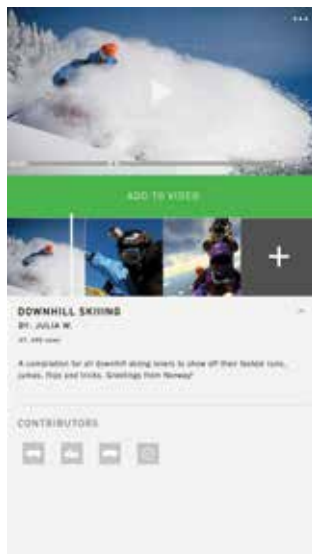 ADD TO VIDEO
DOWNHILL SKIIING
BY: JULIA W.
A compilation for all downhill skiing lovers to show off their fastest runs,
jumps, flips and tricks. Greetings from Norway!
CONTRIBUTORS